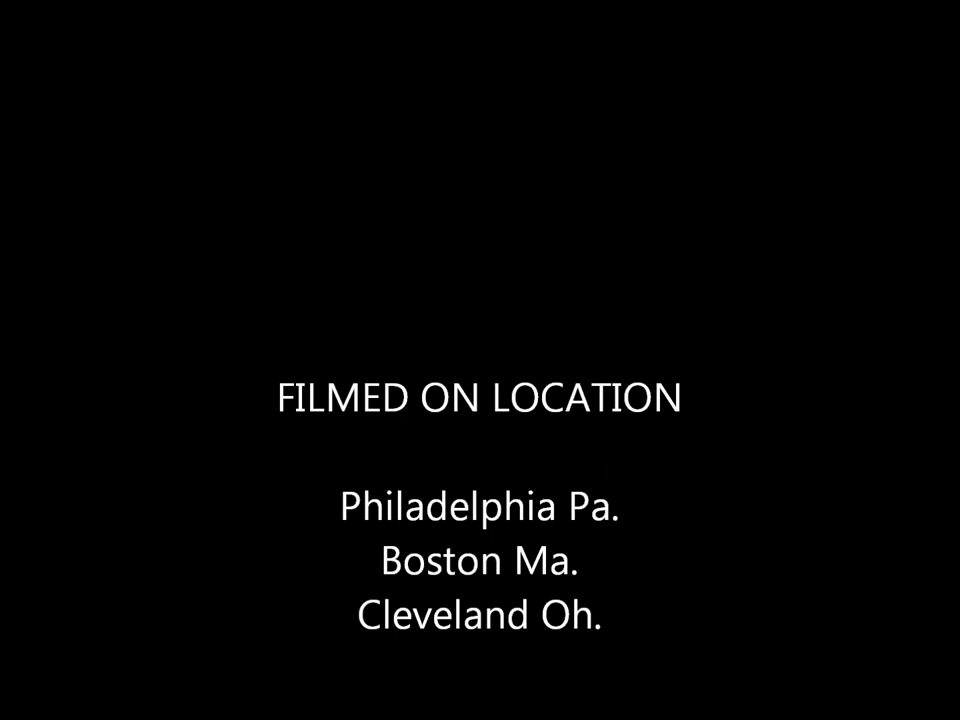 FILMED ON LOCATION
Philadelphia Pa.
Boston Ma.
Cleveland Oh.